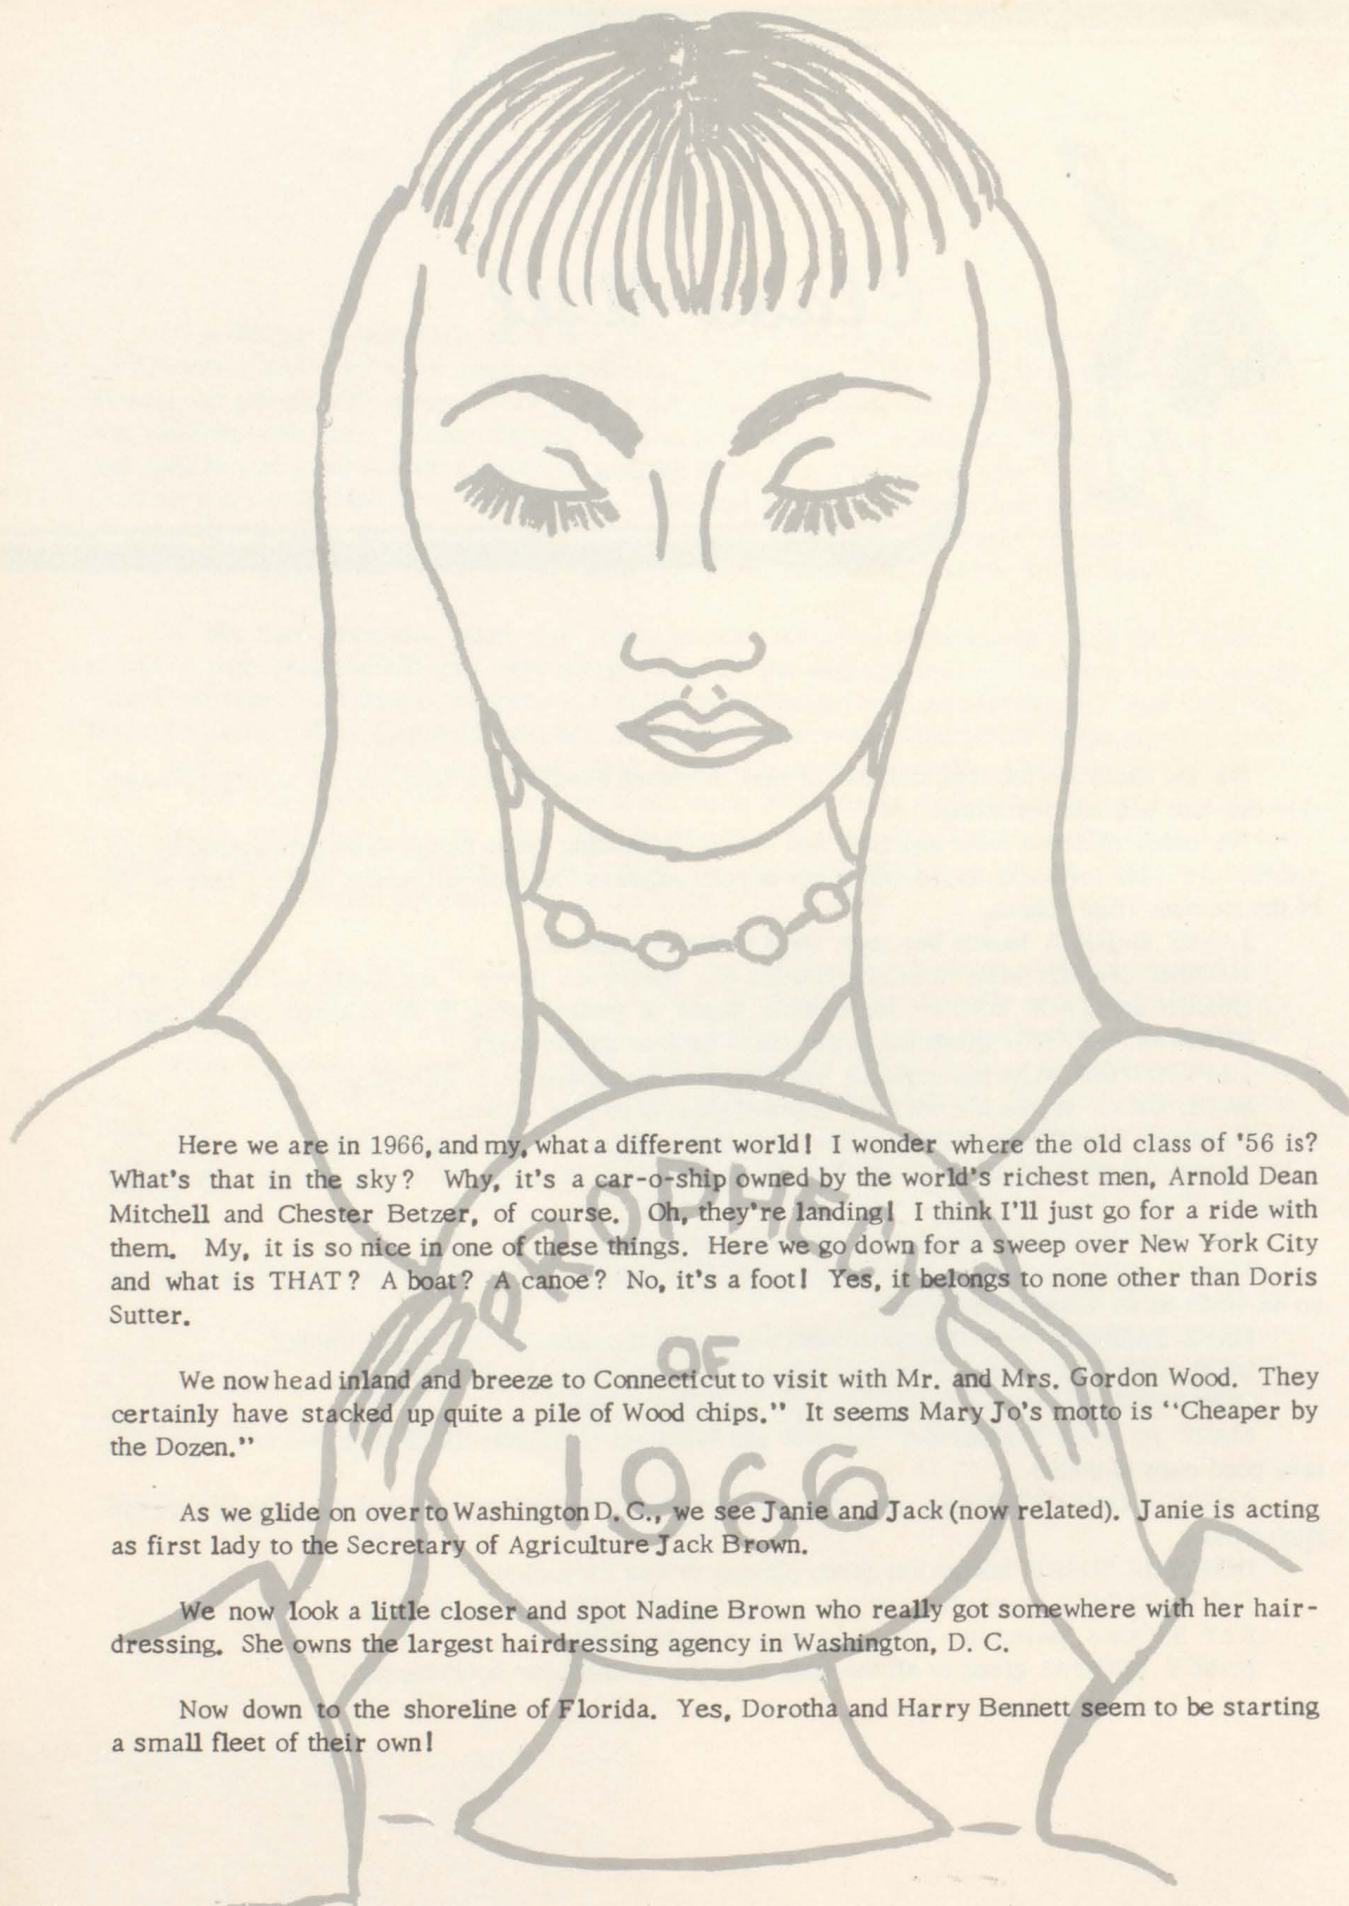 Here we are in 1966, and my, what a different world! I wonder where the old class of '56 is?
What's that in the sky? Why, it's a car-o-ship owned by the world's richest men, Arnold Dean
Mitchell and Chester Betzer, of course. Oh, they're landing! I think I'll just go for a ride with
them. My, it is so nice in one of these things. Here we go down for a sweep over New York City
and what is THAT? A boat? A canoe? No, it's a foot! Yes, it belongs to none other than Doris
Sutter.
We now head inland and breeze to Connecticut to visit with Mr. and Mrs. Gordon Wood. They
certainly have stacked up quite a pile of Wood chips." It seems Mary Jo's motto is "Cheaper by
the Dozen."
As we glide on over to Washington D. C., we see Janie and Jack (now related). Janie is acting
as first lady to the Secretary of Agriculture Jack Brown.
We now look a little closer and spot Nadine Brown who really got somewhere with her hair-
dressing. She owns the largest hairdressing agency in Washington, D. C.
Now down to the shoreline of Florida. Yes, Dorotha and Harry Bennett seem to be starting
a small fleet of their own!
PROPHECY
OF
1966